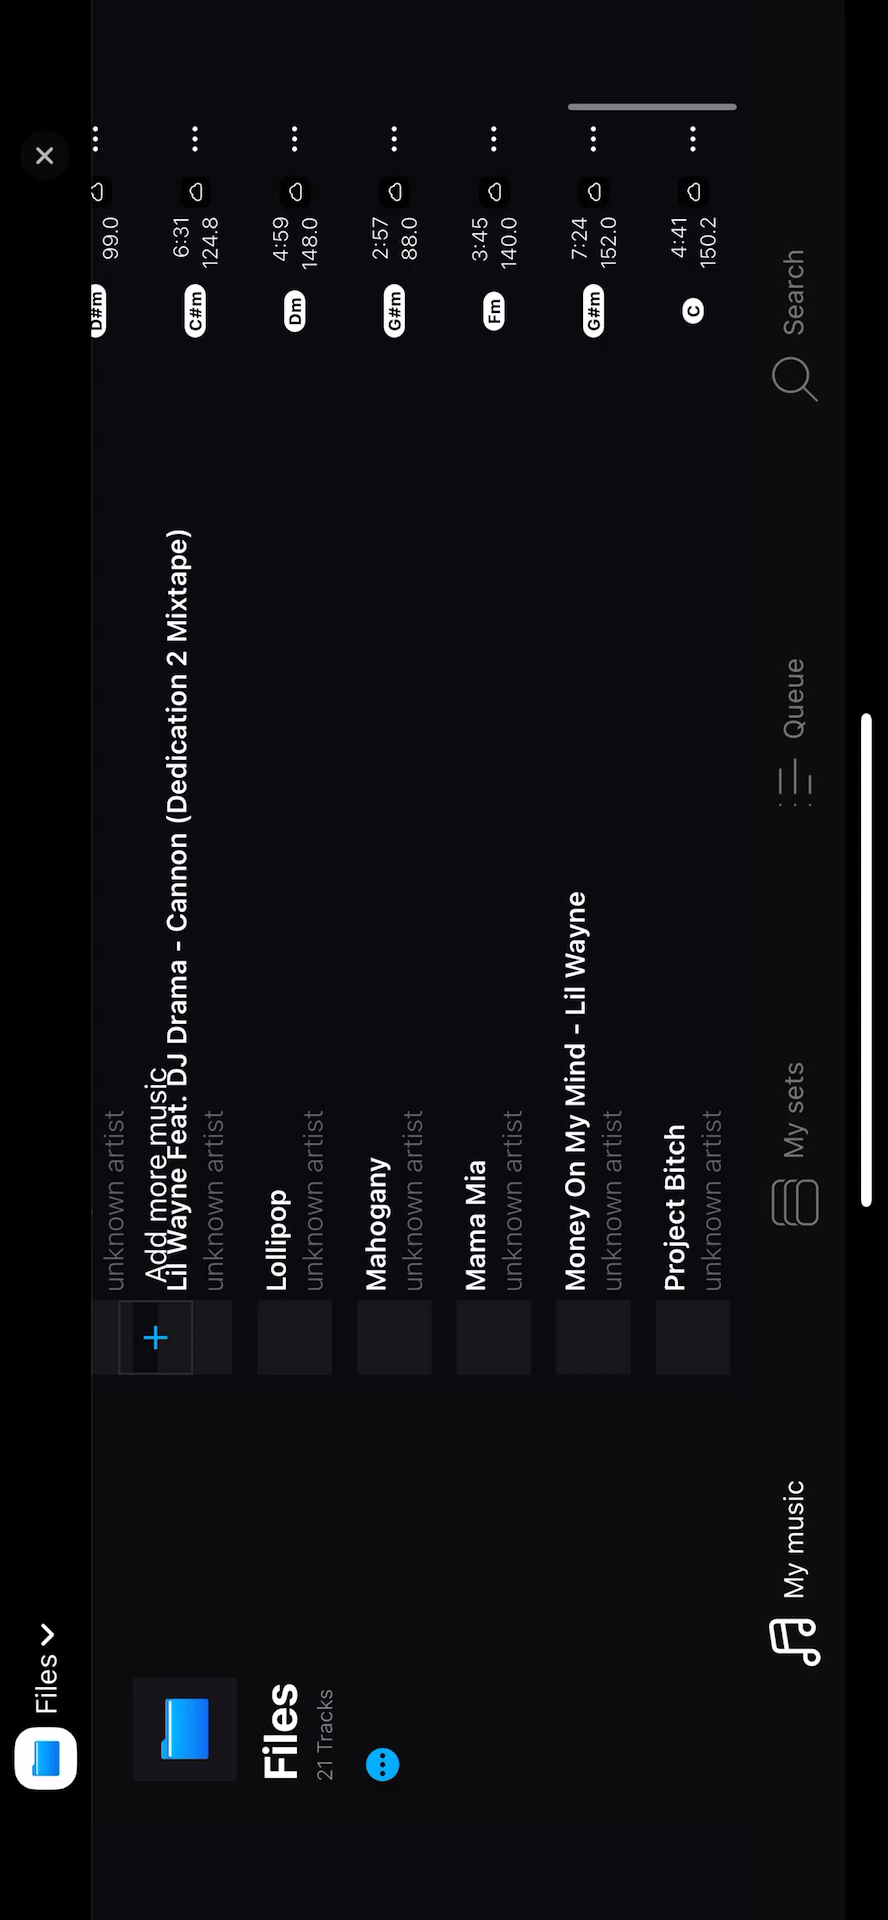 Files
Files
21 Tracks
Add more music
unknown artist
D#m
99.0
Lil Wayne Feat. DJ Drama - Cannon (Dedication 2 Mixtape)
unknown artist
C#m
6:31
124.8
Lollipop
unknown artist
Dm
4:59
148.0
Mahogany
unknown artist
G#m
2:57
88.0
Mama Mia
unknown artist
Fm
3:45
140.0
Money On My Mind - Lil Wayne
unknown artist
G#m
7:24
152.0
Project Bitch
unknown artist
C
4:41
150.2
My music
My sets
Queue
Search